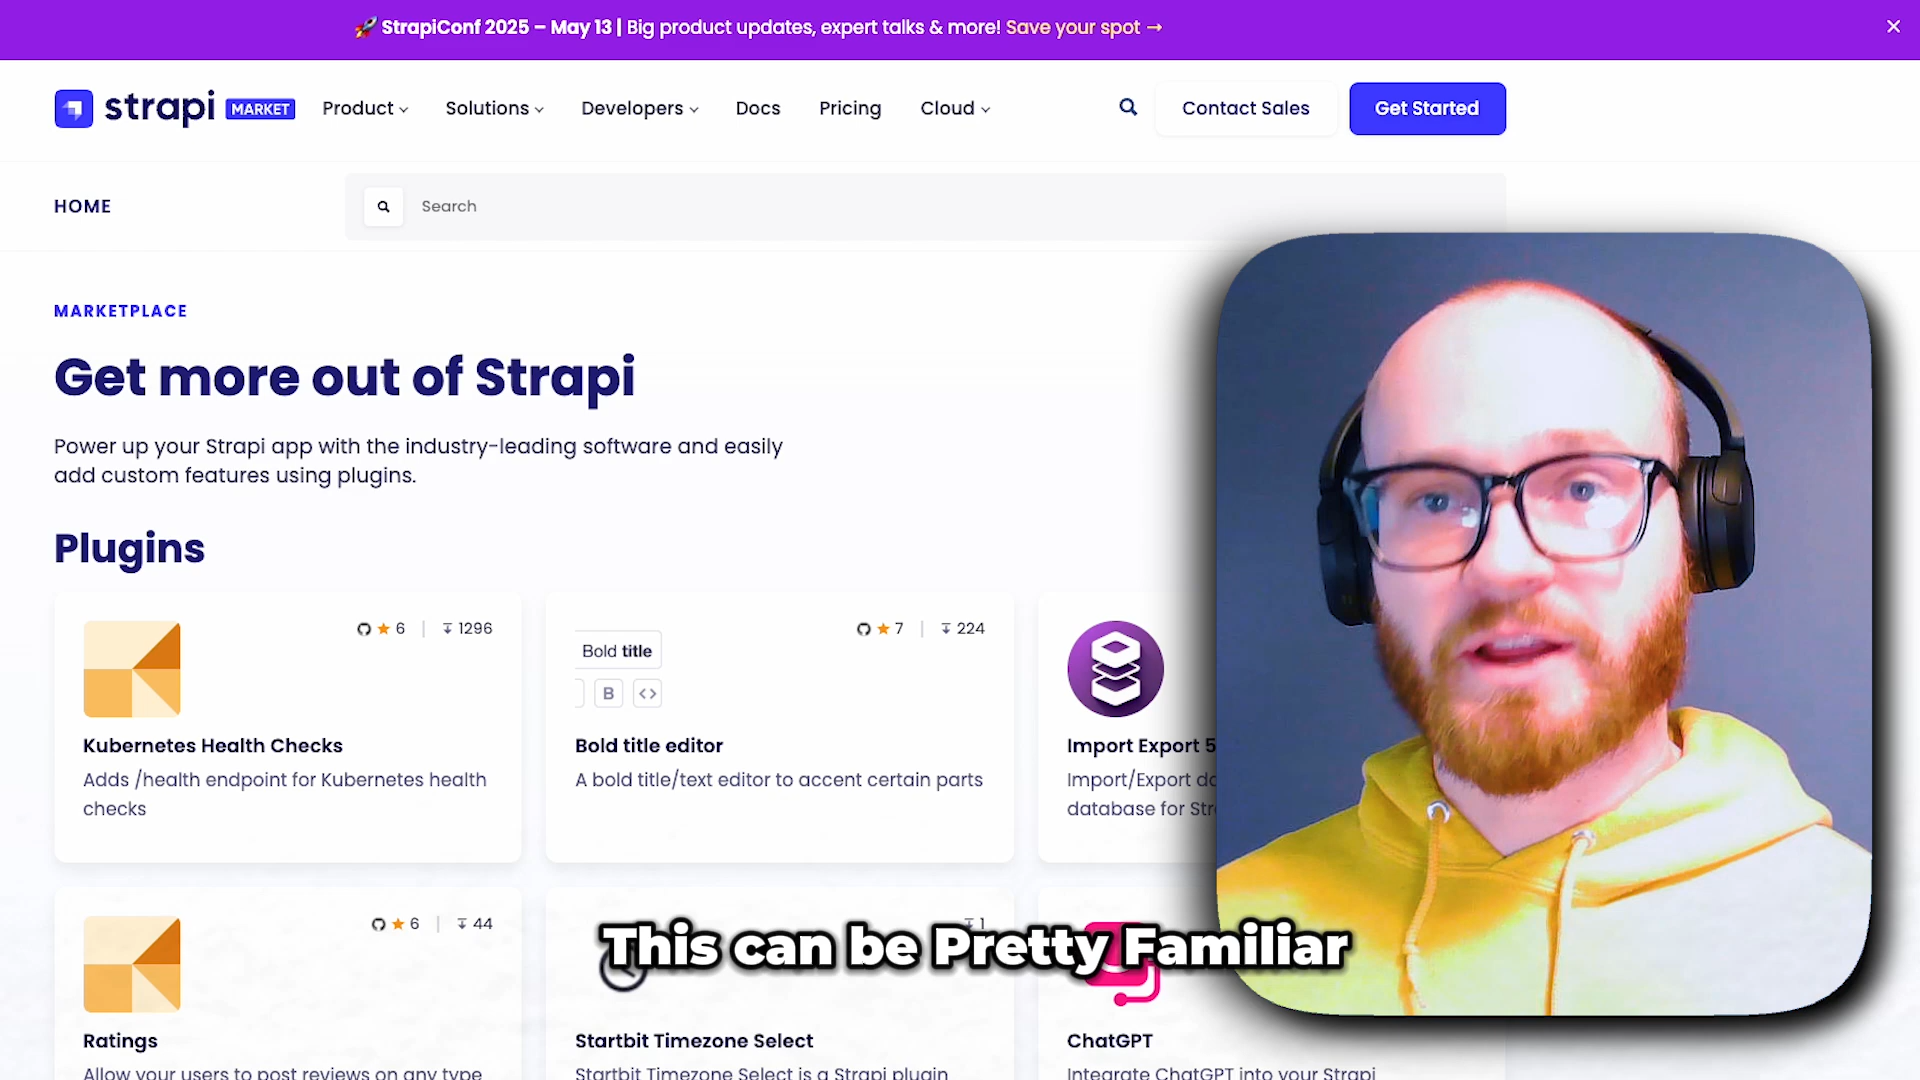 🚀 StrapiConf 2025 – May 13 | Big product updates, expert talks & more! Save your spot →
strapi MARKET Product Solutions Developers Docs Pricing Cloud Contact Sales Get Started
HOME Search
MARKETPLACE
Get more out of Strapi
Power up your Strapi app with the industry-leading software and easily
add custom features using plugins.
Plugins
6 | 1296
7 | 224
Bold title
B <>
Kubernetes Health Checks
Adds /health endpoint for Kubernetes health
checks
Bold title editor
A bold title/text editor to accent certain parts
Import Export 5
Import/Export
database for
6 | 44
1
This can be Pretty Familiar
Ratings
Allow your users to post reviews on any type
Startbit Timezone Select
Startbit Timezone Select is a Strapi plugin
ChatGPT
Integrate ChatGPT into your Strapi